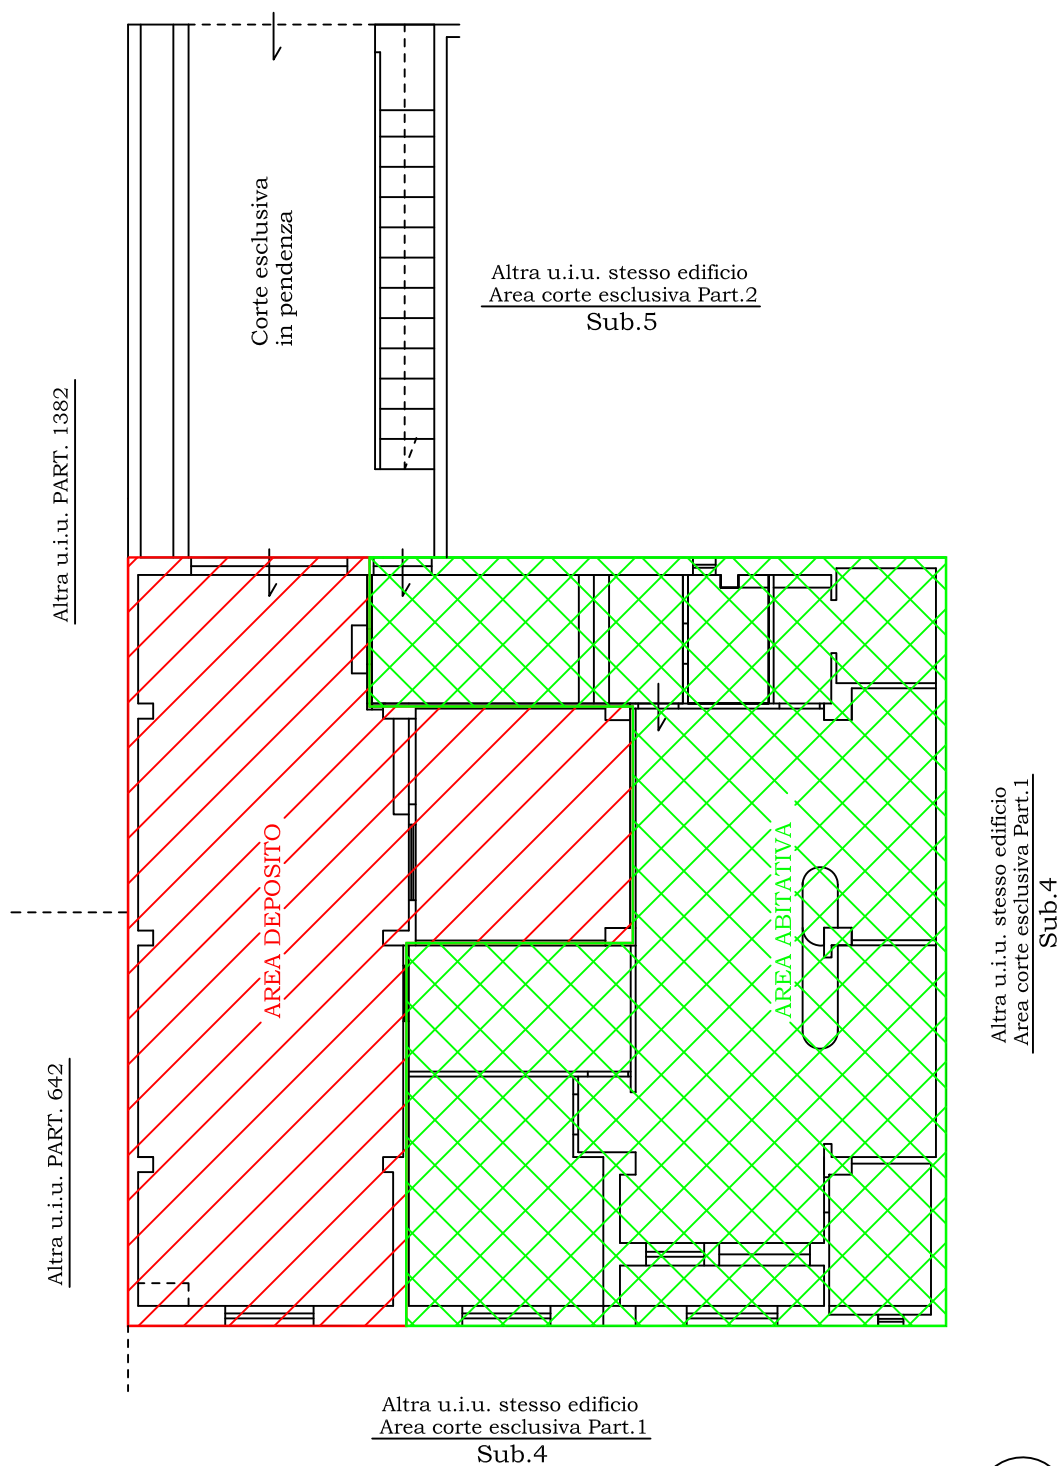 Corte esclusiva
in pendenza
Altra u.i.u. stesso edificio
Area corte esclusiva Part.2
Sub.5
Altra u.i.u. PART. 1382
AREA DEPOSITO
AREA ABITATIVA
Altra u.i.u. stesso edificio
Area corte esclusiva Part.1
Sub.4
Altra u.i.u. PART. 642
Altra u.i.u. stesso edificio
Area corte esclusiva Part.1
Sub.4